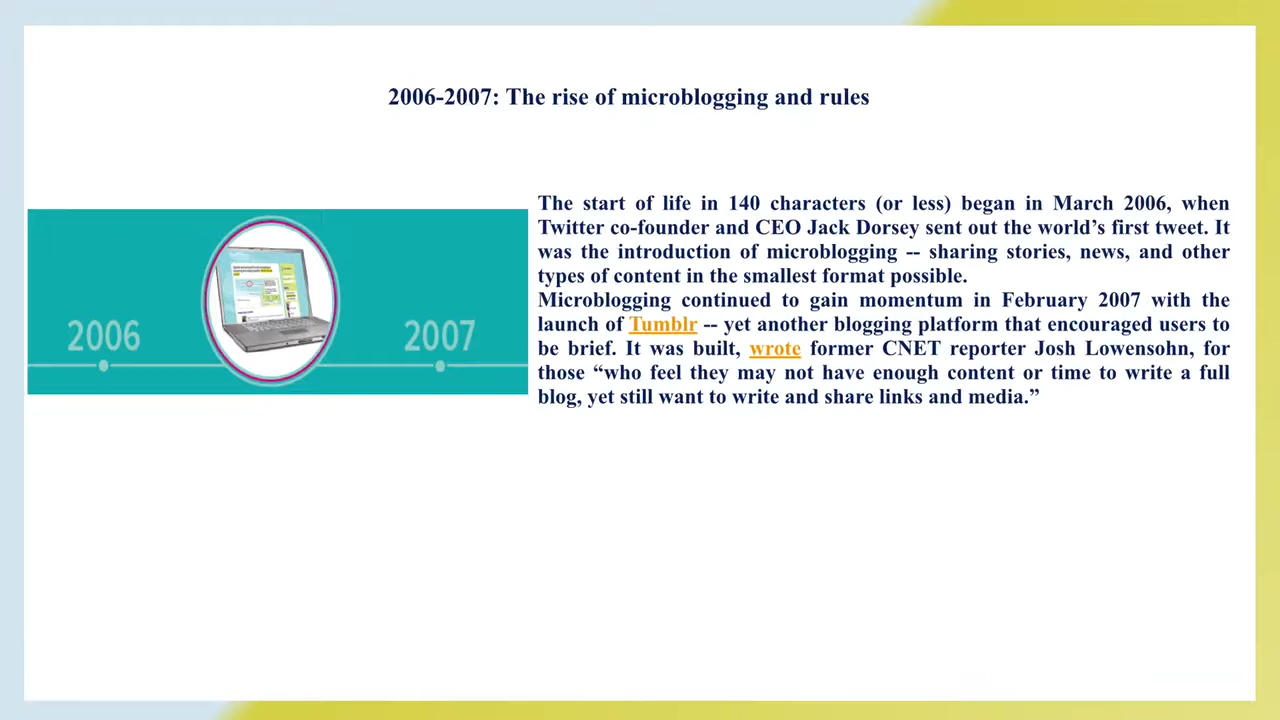 2006-2007: The rise of microblogging and rules
2006
2007
The start of life in 140 characters (or less) began in March 2006, when
Twitter co-founder and CEO Jack Dorsey sent out the world’s first tweet. It
was the introduction of microblogging -- sharing stories, news, and other
types of content in the smallest format possible.
Microblogging continued to gain momentum in February 2007 with the
launch of Tumblr -- yet another blogging platform that encouraged users to
be brief. It was built, wrote former CNET reporter Josh Lowensohn, for
those “who feel they may not have enough content or time to write a full
blog, yet still want to write and share links and media.”